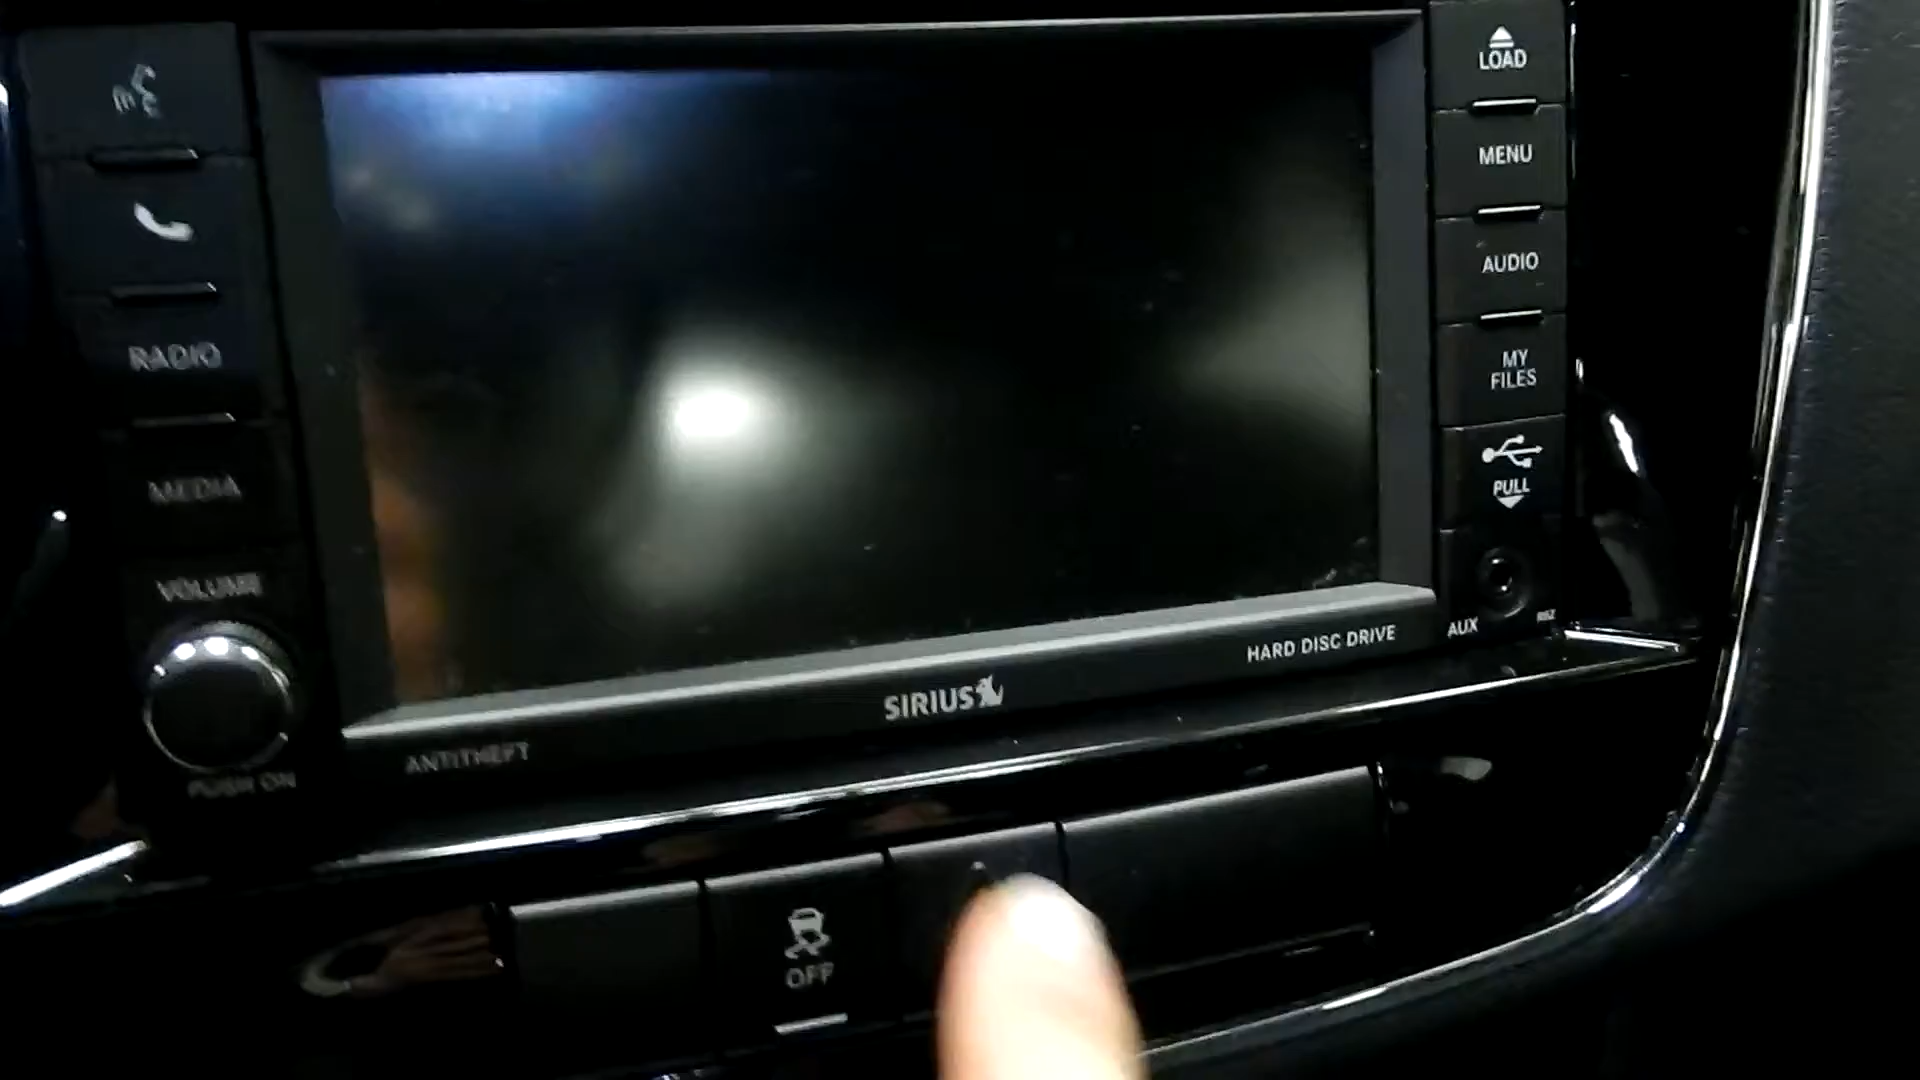 LOAD
MENU
AUDIO
MY
FILES
PULL
AUX
RADIO
MEDIA
VOLUME
PUSH ON
ANTITHEFT
SIRIUS
HARD DISC DRIVE
OFF